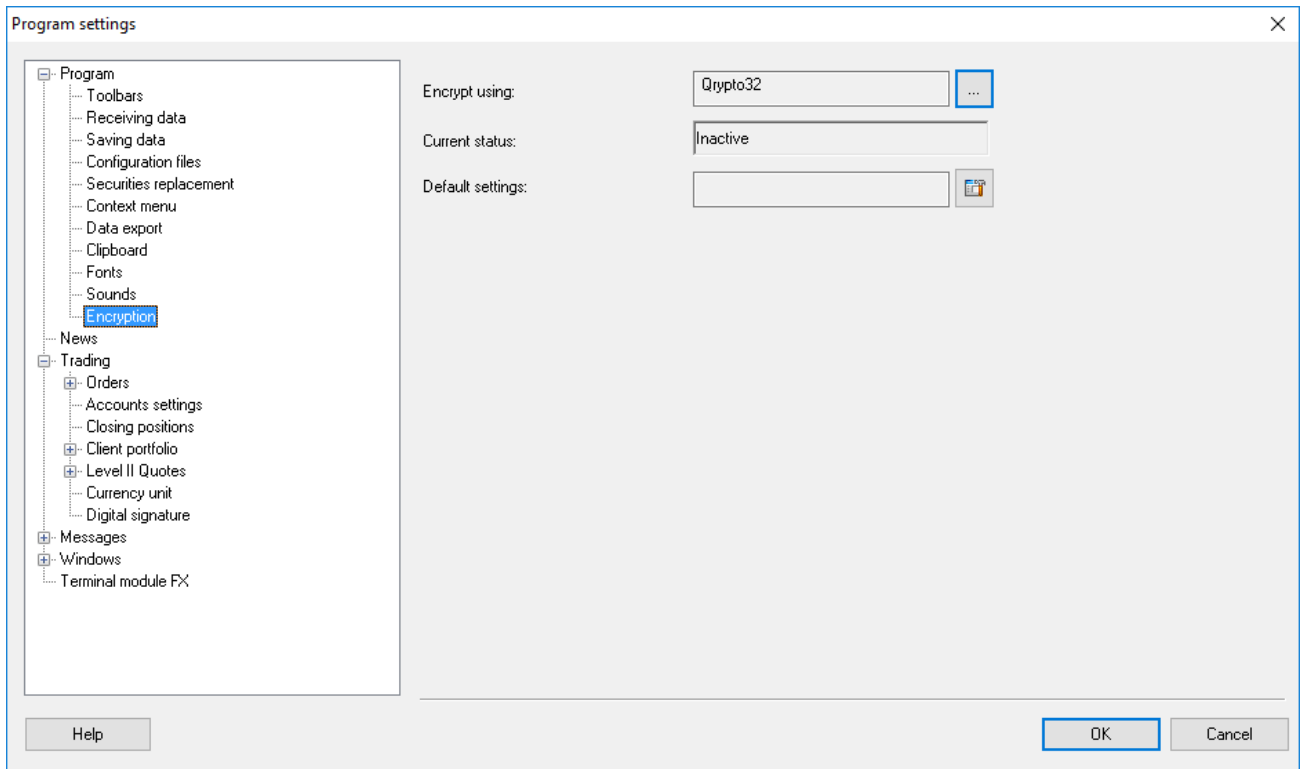 Program settings
Program
Toolbars
Receiving data
Saving data
Configuration files
Securities replacement
Context menu
Data export
Clipboard
Fonts
Sounds
Encryption
News
Trading
Orders
Accounts settings
Closing positions
Client portfolio
Level II Quotes
Currency unit
Digital signature
Messages
Windows
Terminal module FX
Encrypt using:
Qrypto32
...
Current status:
Inactive
Default settings:
Help
OK
Cancel